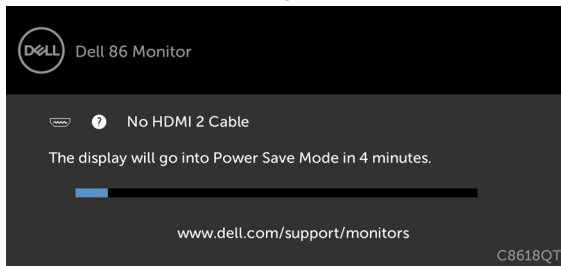 DELL Dell 86 Monitor
? No HDMI 2 Cable
The display will go into Power Save Mode in 4 minutes.
www.dell.com/support/monitors
C8618QT